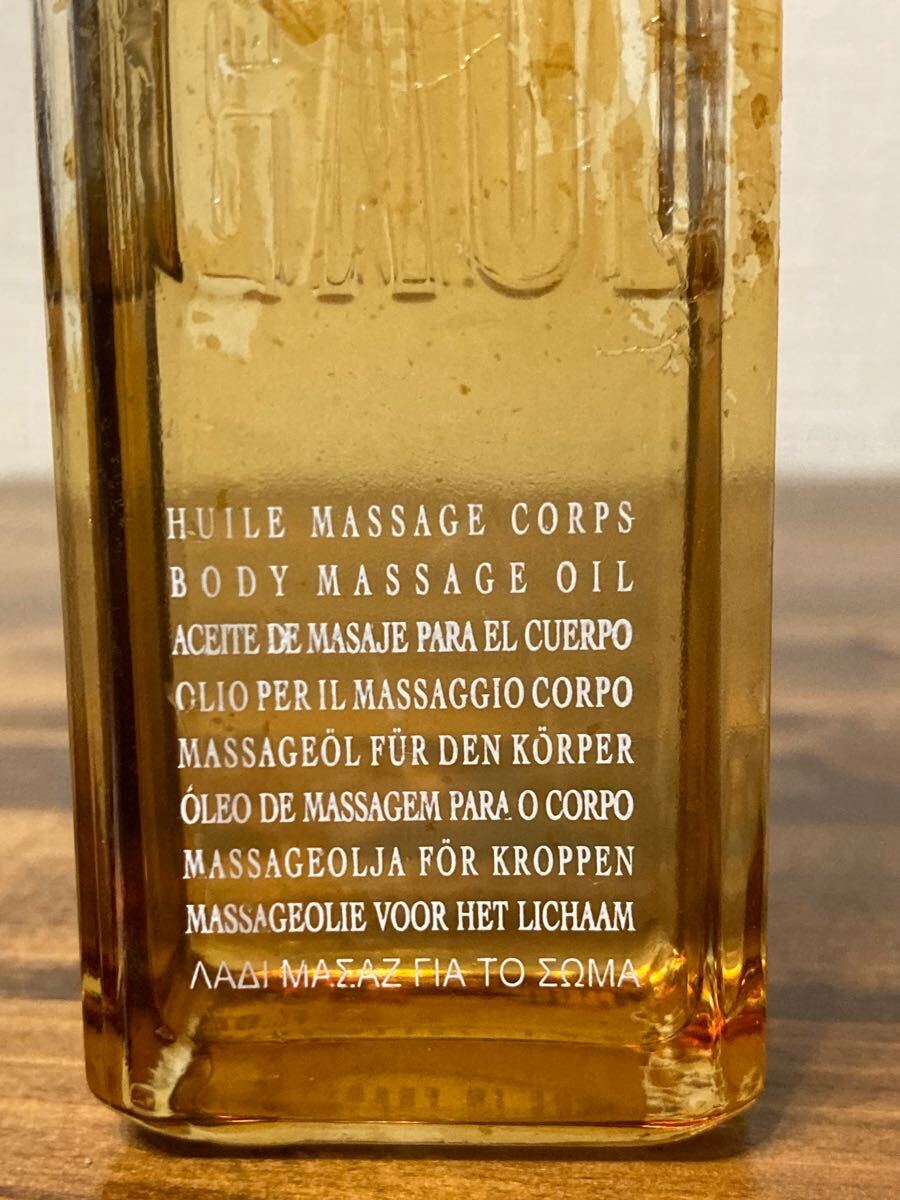 HUILE MASSAGE CORPS
BODY MASSAGE OIL
ACEITE DE MASAJE PARA EL CUERPO
OLIO PER IL MASSAGGIO CORPO
MASSAGEÖL FÜR DEN KÖRPER
ÓLEO DE MASSAGEM PARA O CORPO
MASSAGEOLJA FÖR KROPPEN
MASSAGEOLIE VOOR HET LICHAAM
ΛΑΔΙ ΜΑΣΑΖ ΓΙΑ ΤΟ ΣΩΜΑ